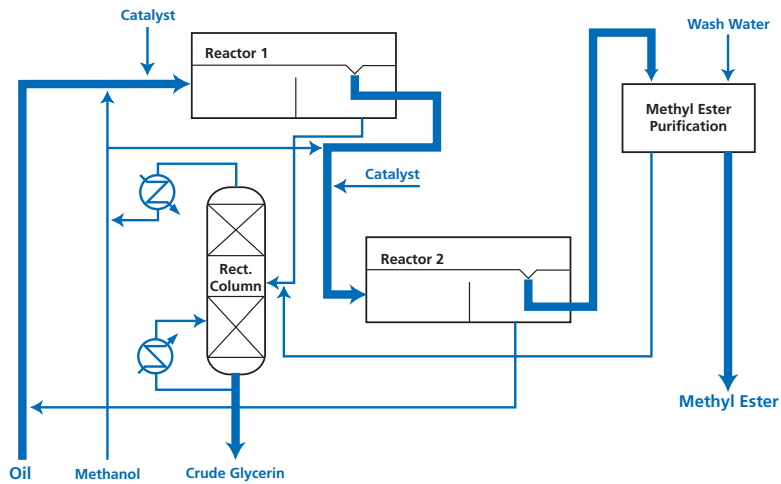 Catalyst
Wash Water
Reactor 1
Methyl Ester
Purification
Catalyst
Reactor 2
Rect.
Column
Methyl Ester
Oil
Methanol
Crude Glycerin